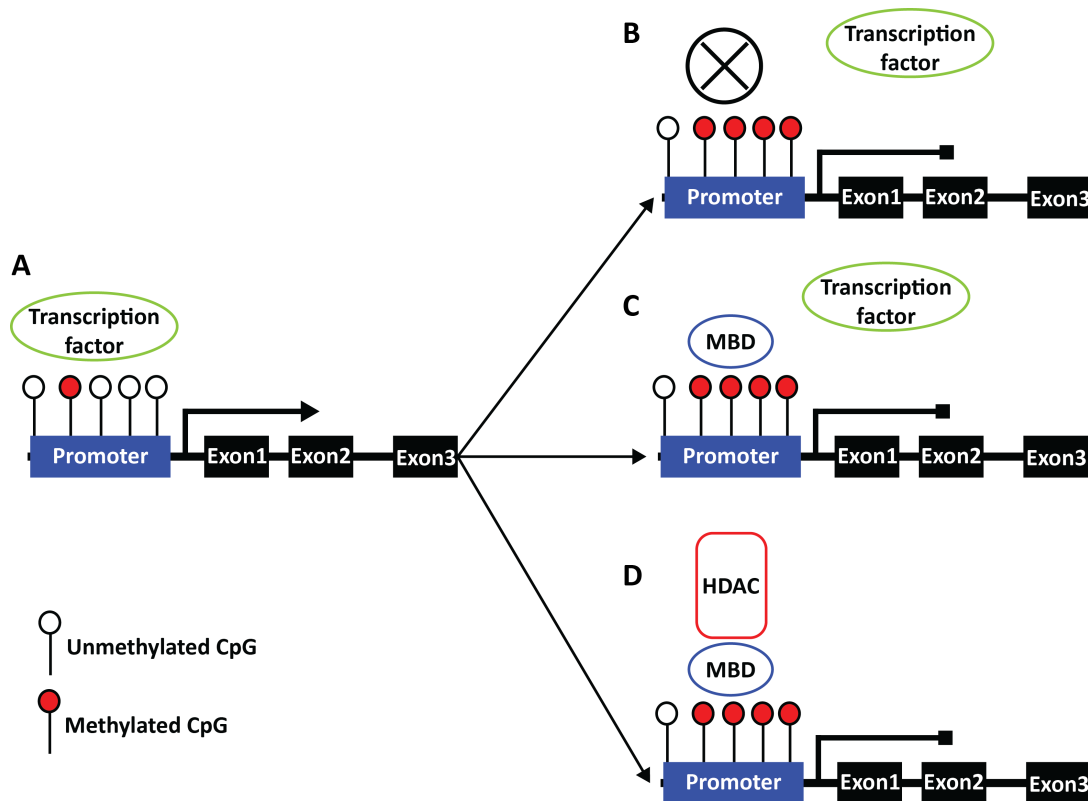 A
Transcription
factor
Promoter
Exon1
Exon2
Exon3
Unmethylated CpG
Methylated CpG
B
Transcription
factor
Promoter
Exon1
Exon2
Exon3
C
Transcription
factor
MBD
Promoter
Exon1
Exon2
Exon3
D
HDAC
MBD
Promoter
Exon1
Exon2
Exon3